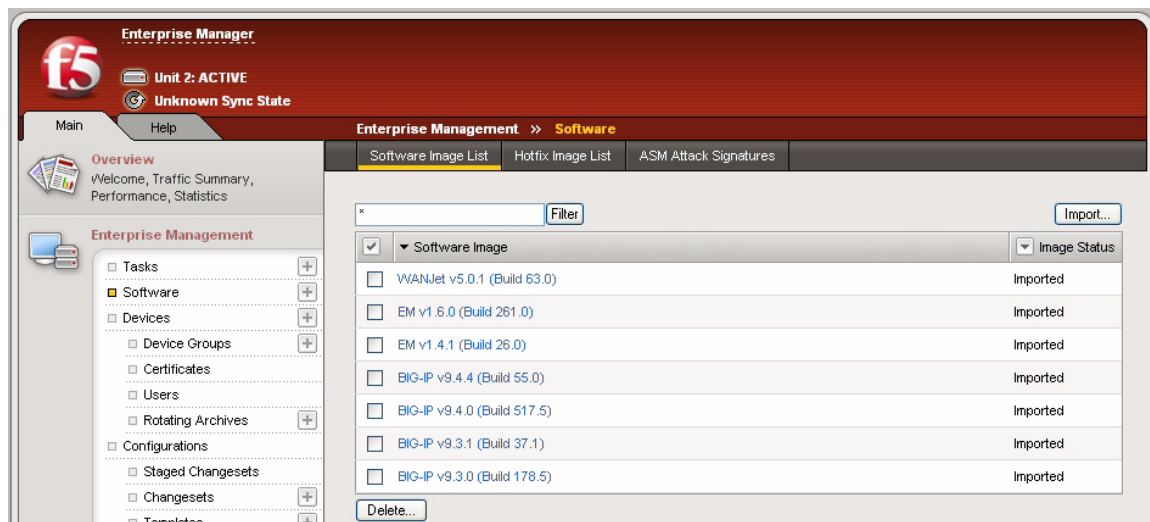 Enterprise Manager
f5
Unit 2: ACTIVE
Unknown Sync State
Main
Help
Enterprise Management » Software
Software Image List
Hotfix Image List
ASM Attack Signatures
Overview
Welcome, Traffic Summary,
Performance, Statistics
Enterprise Management
Tasks
Software
Devices
Device Groups
Certificates
Users
Rotating Archives
Configurations
Staged Changesets
Changesets
Templates
* Filter
Import...
Software Image Image Status
WANJet v5.0.1 (Build 63.0) Imported
EM v1.6.0 (Build 261.0) Imported
EM v1.4.1 (Build 26.0) Imported
BIG-IP v9.4.4 (Build 55.0) Imported
BIG-IP v9.4.0 (Build 517.5) Imported
BIG-IP v9.3.1 (Build 37.1) Imported
BIG-IP v9.3.0 (Build 178.5) Imported
Delete...